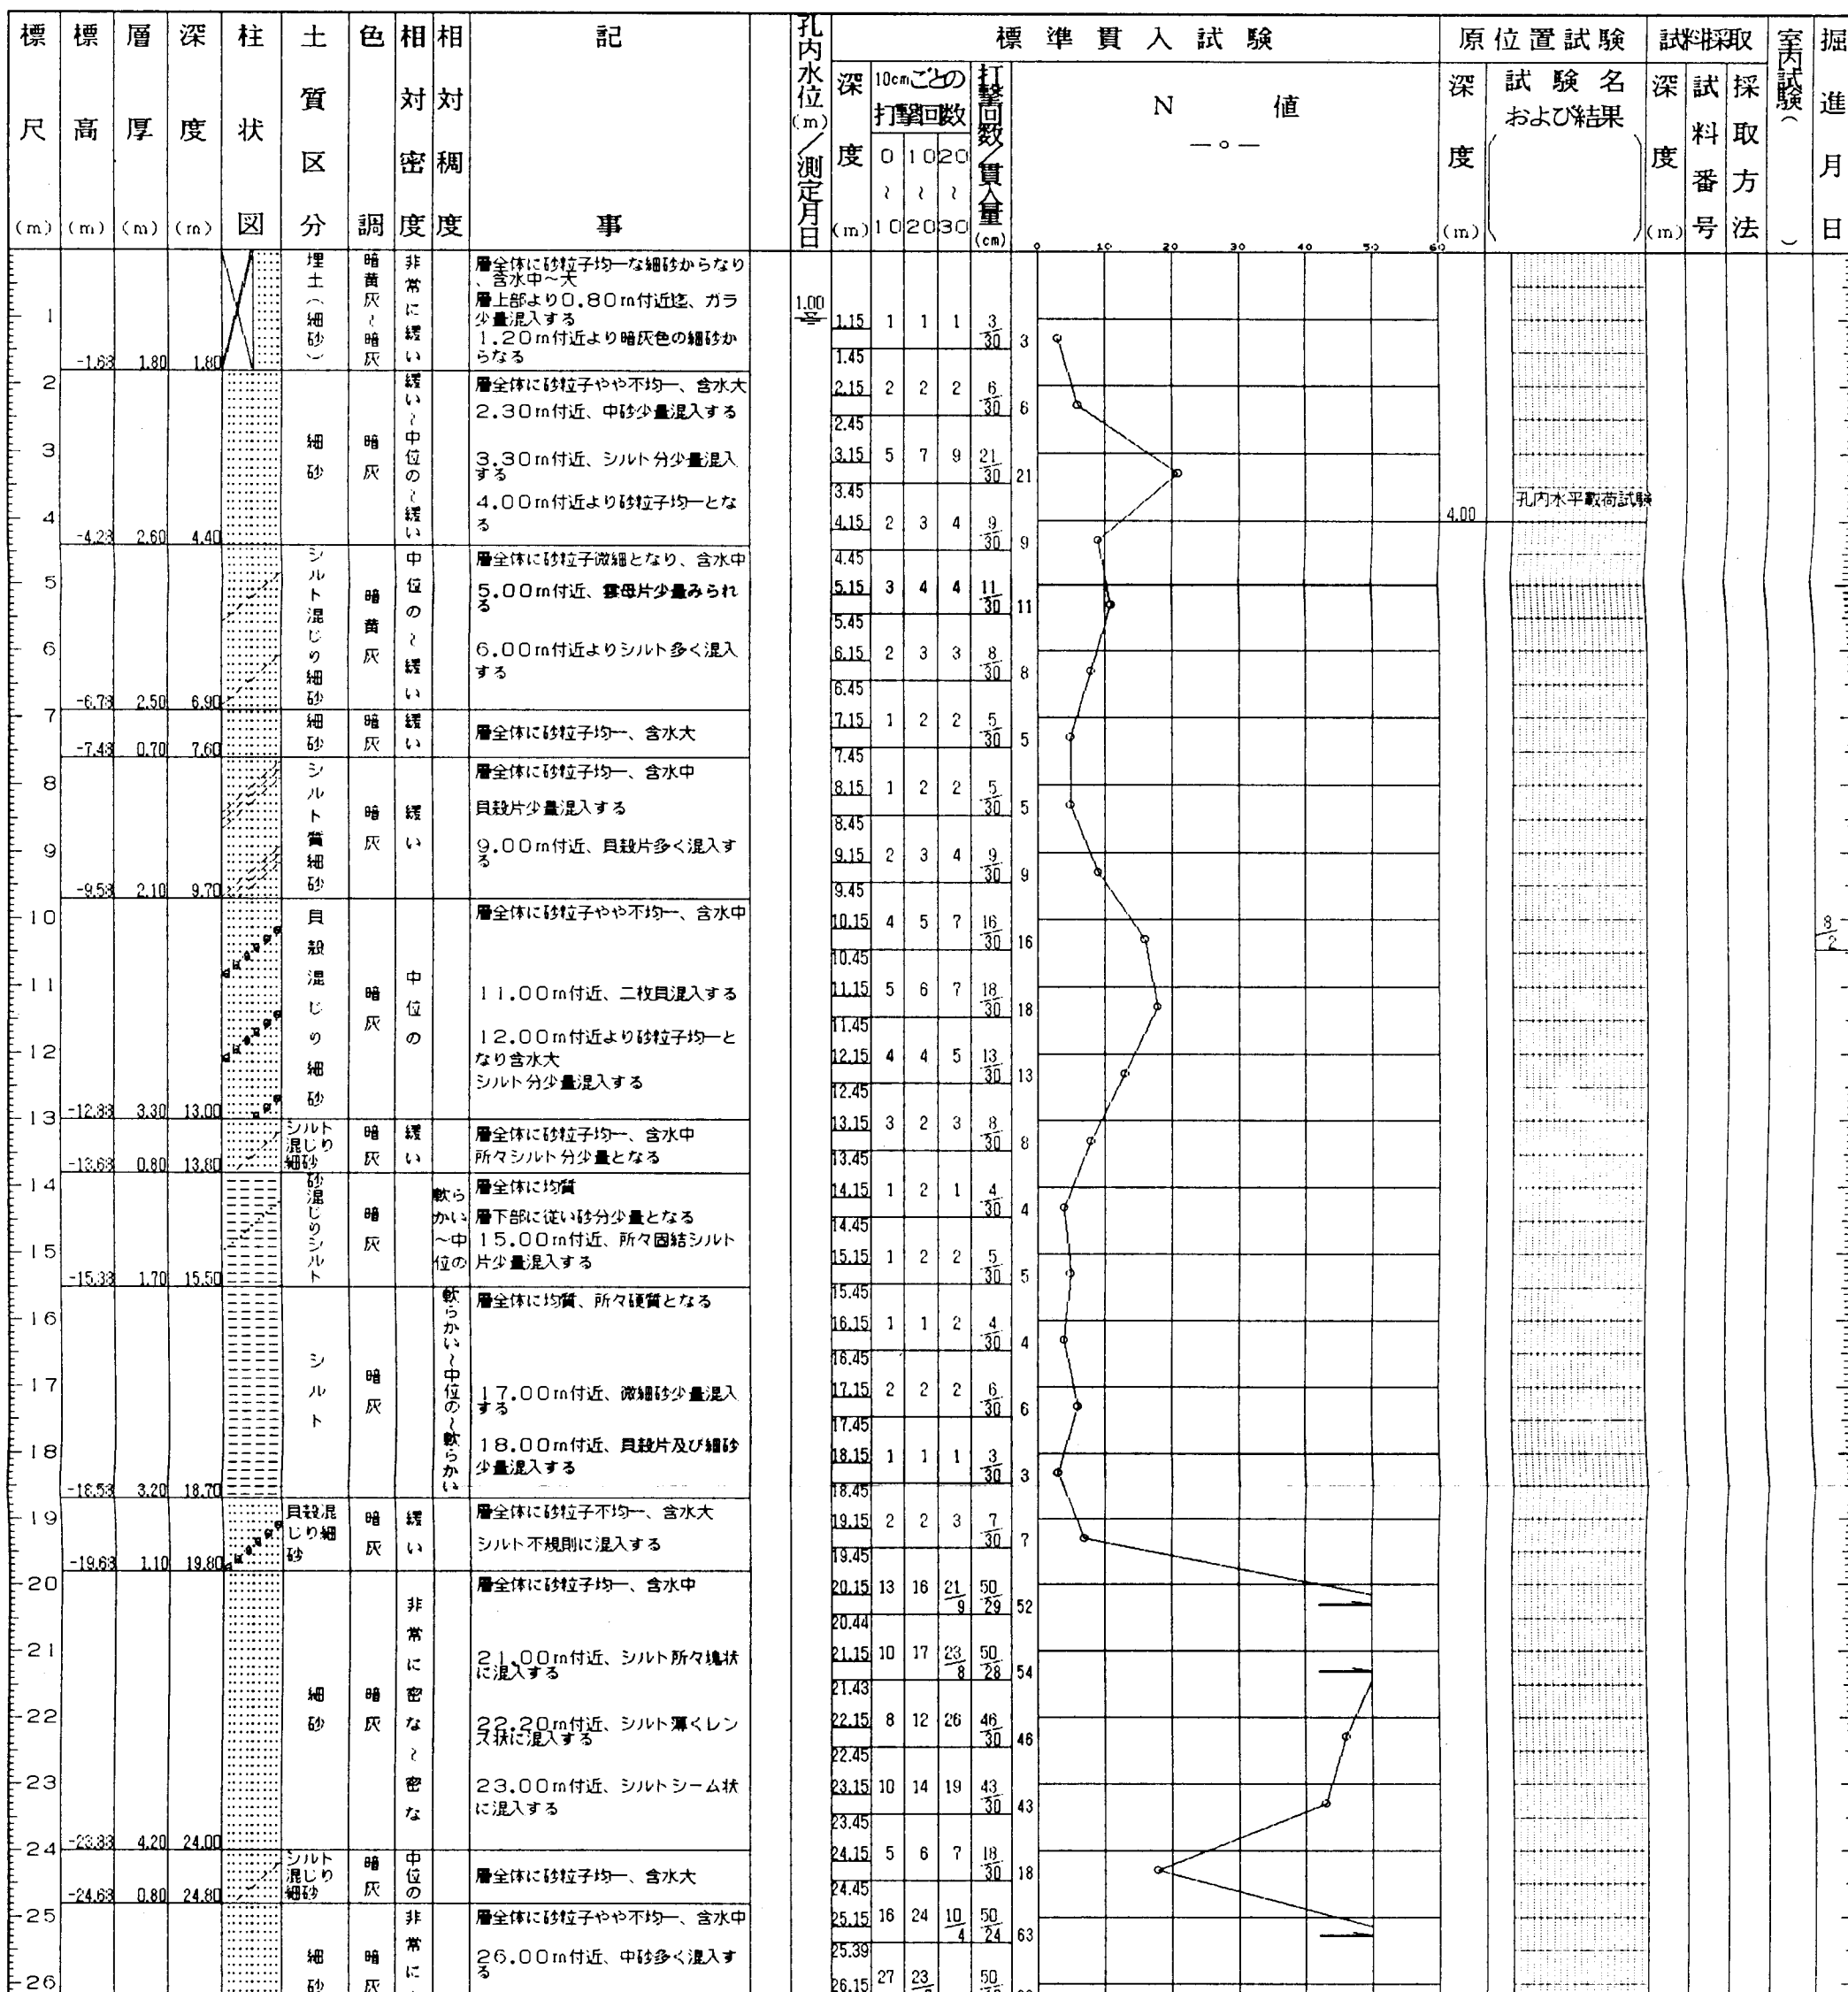 標尺(m) 標高(m) 層厚(m) 深度(m) 柱状図 土質区分 色調 相対密度 相対稠度 記事 孔内水位(m)/測定月日 標準貫入試験 原位置試験 試料採取 室内試験() 掘進月日
深度(m) 10cmごとの打撃回数 打撃回数/貫入量(cm) N値 深度(m) 試験名および結果() 深度(m) 試料番号 採取方法
0〜10 10〜20 20〜30
—o—
0 10 20 30 40 50 60
-1.68 1.80 1.80 埋土(細砂) 暗黄灰〜暗灰 非常に緩い
層全体に砂粒子均一な細砂からなり
、含水中〜大
層上部より0.80m付近迄、ガラ
少量混入する
1.20m付近より暗灰色の細砂か
らなる
-4.28 2.60 4.40 細砂 暗灰 緩い〜中位の〜緩い
層全体に砂粒子やや不均一、含水大
2.30m付近、中砂少量混入する
3.30m付近、シルト分少量混入
する
4.00m付近より砂粒子均一とな
る
-6.78 2.50 6.90 シルト混じり細砂 暗黄灰 中位の〜緩い
層全体に砂粒子微細となり、含水中
5.00m付近、雲母片少量みられ
る
6.00m付近よりシルト多く混入
する
-7.48 0.70 7.60 細砂 暗灰 緩い
層全体に砂粒子均一、含水大
-9.58 2.10 9.70 シルト質細砂 暗灰 緩い
層全体に砂粒子均一、含水中
貝殻片少量混入する
9.00m付近、貝殻片多く混入す
る
-12.88 3.30 13.00 貝殻混じり細砂 暗灰 中位の
層全体に砂粒子やや不均一、含水中
11.00m付近、二枚貝混入する
12.00m付近より砂粒子均一と
なり含水大
シルト分少量混入する
-13.68 0.80 13.80 シルト混じり細砂 暗灰 緩い
層全体に砂粒子均一、含水中
所々シルト分少量となる
-15.38 1.70 15.50 砂混じりシルト 暗灰 軟らかい〜中位の
層全体に均質
層下部に従い砂分少量となる
15.00m付近、所々固結シルト
片少量混入する
-18.58 3.20 18.70 シルト 暗灰 軟らかい〜中位の〜軟らかい
層全体に均質、所々硬質となる
17.00m付近、微細砂少量混入
する
18.00m付近、貝殻片及び細砂
少量混入する
-19.68 1.10 19.80 貝殻混じり細砂 暗灰 緩い
層全体に砂粒子不均一、含水大
シルト不規則に混入する
-23.88 4.20 24.00 細砂 暗灰 非常に密な〜密な
層全体に砂粒子均一、含水中
21.00m付近、シルト所々塊状
に混入する
22.20m付近、シルト薄くレン
ズ状に混入する
23.00m付近、シルトシーム状
に混入する
-24.68 0.80 24.80 シルト混じり細砂 暗灰 中位の
層全体に砂粒子均一、含水大
細砂 暗灰 非常に
層全体に砂粒子やや不均一、含水中
26.00m付近、中砂多く混入す
る
1 2 3 4 5 6 7 8 9 10 11 12 13 14 15 16 17 18 19 20 21 22 23 24 25 26
1.00
1.15 1 1 1 3/30 3
1.45
2.15 2 2 2 6/30 6
2.45
3.15 5 7 9 21/30 21
3.45
4.15 2 3 4 9/30 9
4.45
5.15 3 4 4 11/30 11
5.45
6.15 2 3 3 8/30 8
6.45
7.15 1 2 2 5/30 5
7.45
8.15 1 2 2 5/30 5
8.45
9.15 2 3 4 9/30 9
9.45
10.15 4 5 7 16/30 16
10.45
11.15 5 6 7 18/30 18
11.45
12.15 4 4 5 13/30 13
12.45
13.15 3 2 3 8/30 8
13.45
14.15 1 2 1 4/30 4
14.45
15.15 1 2 2 5/30 5
15.45
16.15 1 1 2 4/30 4
16.45
17.15 2 2 2 6/30 6
17.45
18.15 1 1 1 3/30 3
18.45
19.15 2 2 3 7/30 7
19.45
20.15 13 16 21/9 50/29 52
20.44
21.15 10 17 23/8 50/28 54
21.43
22.15 8 12 26 46/30 46
22.45
23.15 10 14 19 43/30 43
23.45
24.15 5 6 7 18/30 18
24.45
25.15 16 24 10/4 50/24 63
25.39
26.15 27 23 50
4.00 孔内水平載荷試験
8/2